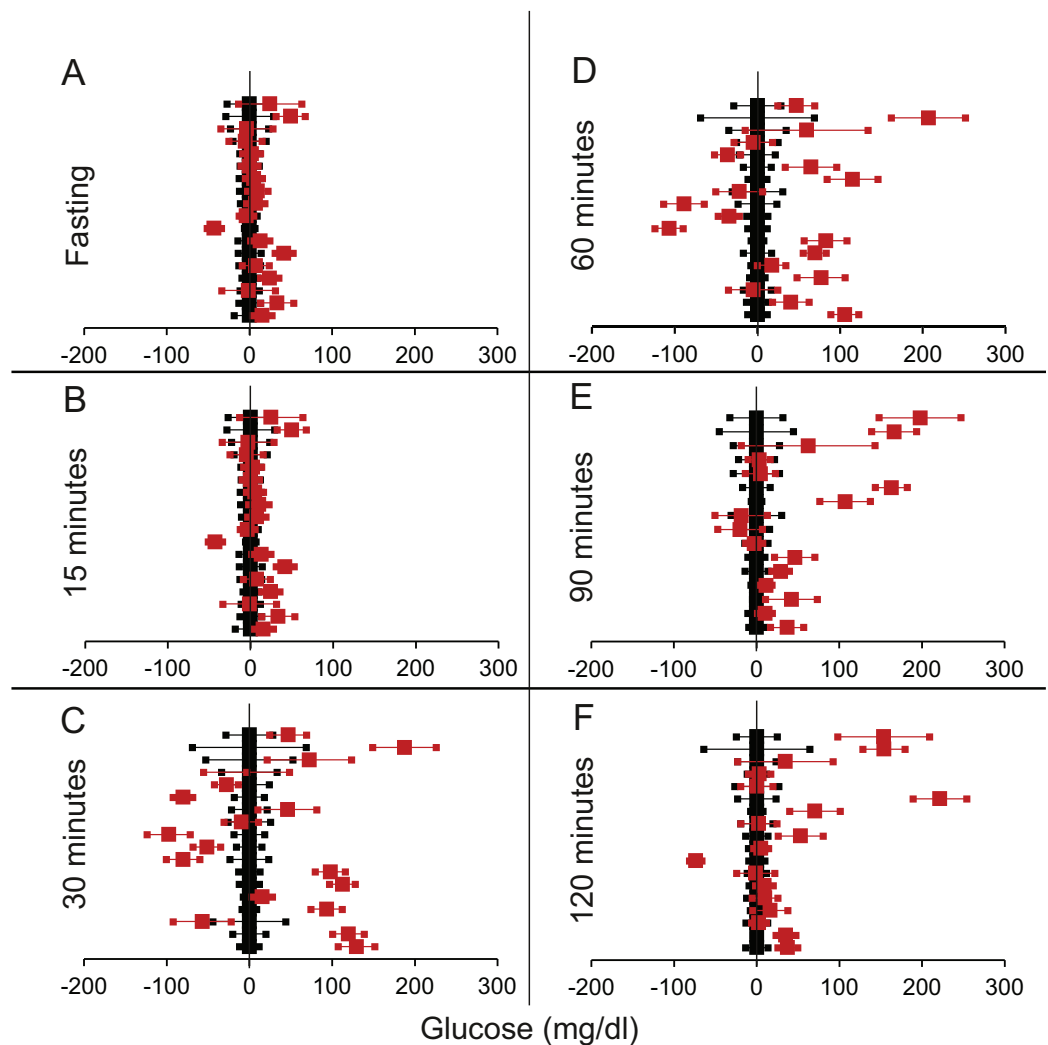 A
Fasting
-200 -100 0 100 200 300
B
15 minutes
-200 -100 0 100 200 300
C
30 minutes
-200 -100 0 100 200 300
D
60 minutes
-200 -100 0 100 200 300
E
90 minutes
-200 -100 0 100 200 300
F
120 minutes
-200 -100 0 100 200 300
Glucose (mg/dl)